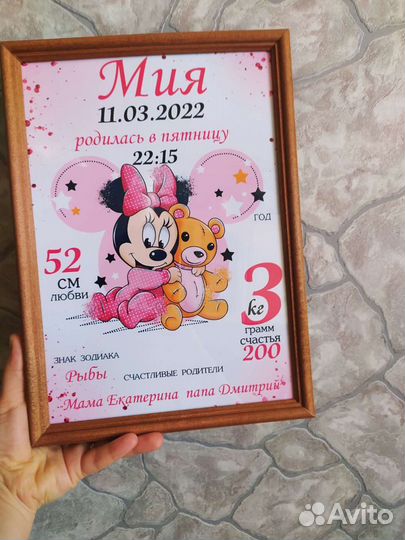 Мия
11.03.2022
родилась в пятницу
22:15
год
52
см
любви
3
кг
грамм
счастья
200
знак зодиака
Рыбы
счастливые родители
Мама Екатерина папа Дмитрий
Avito